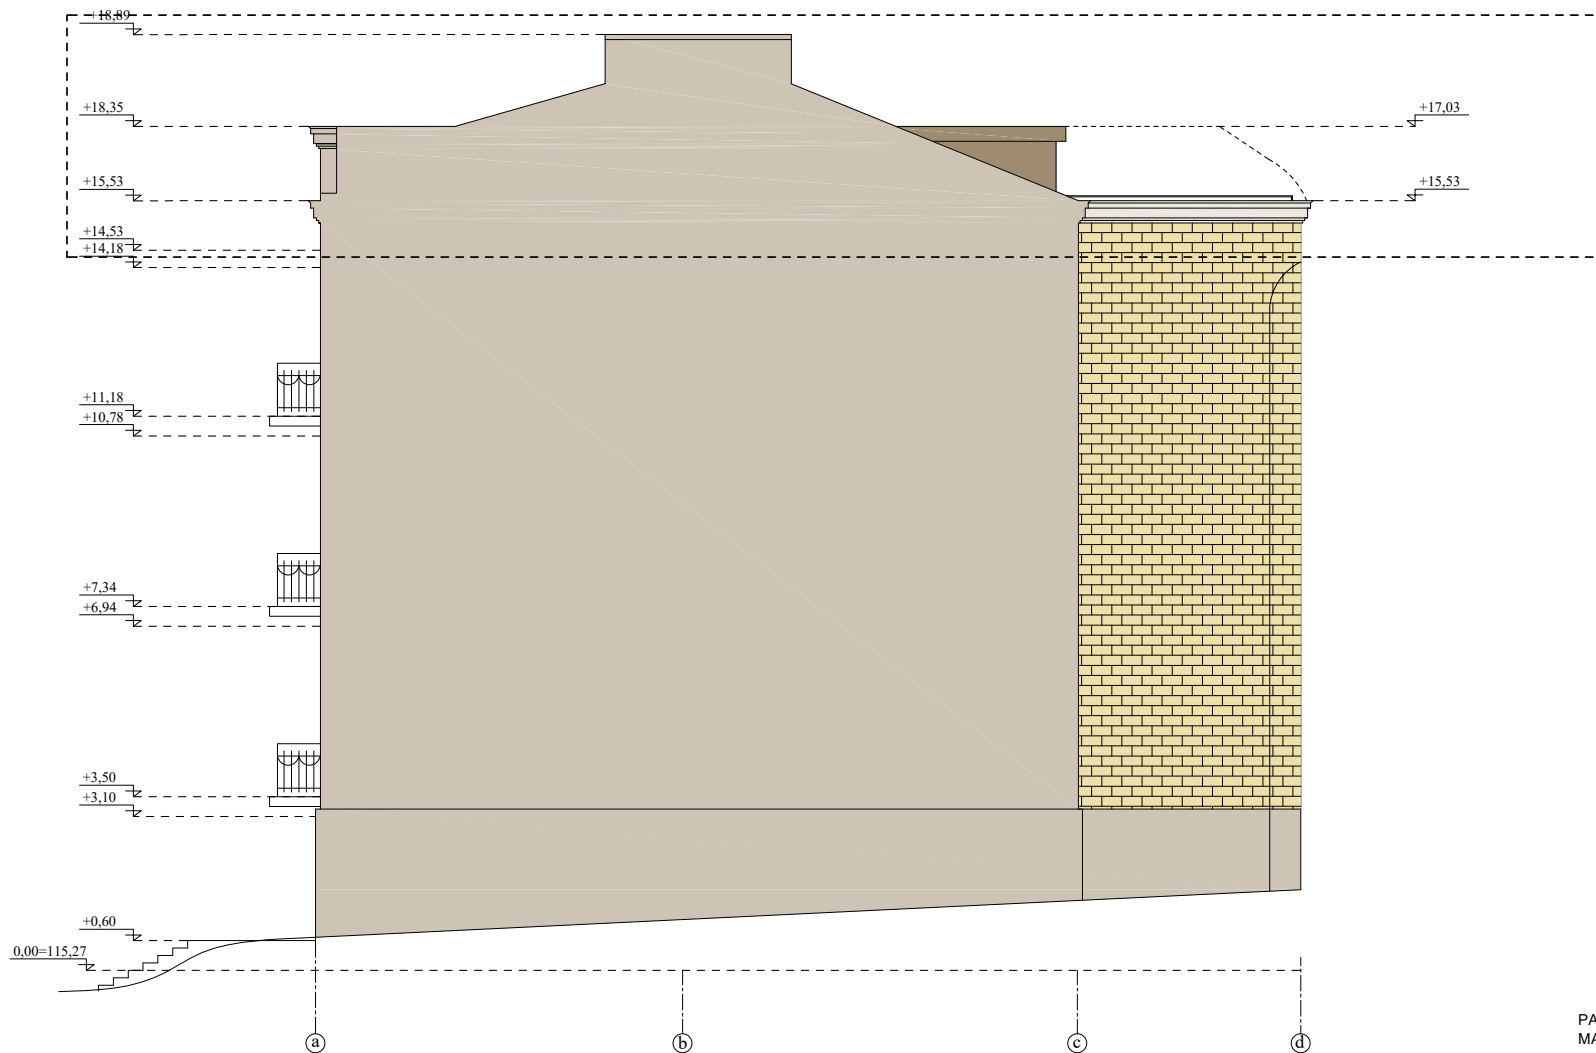 +18,89
+18,35
+17,03
+15,53
+15,53
+14,53
+14,18
+11,18
+10,78
+7,34
+6,94
+3,50
+3,10
+0,60
0,00=115,27
a
b
c
d
PA
MA